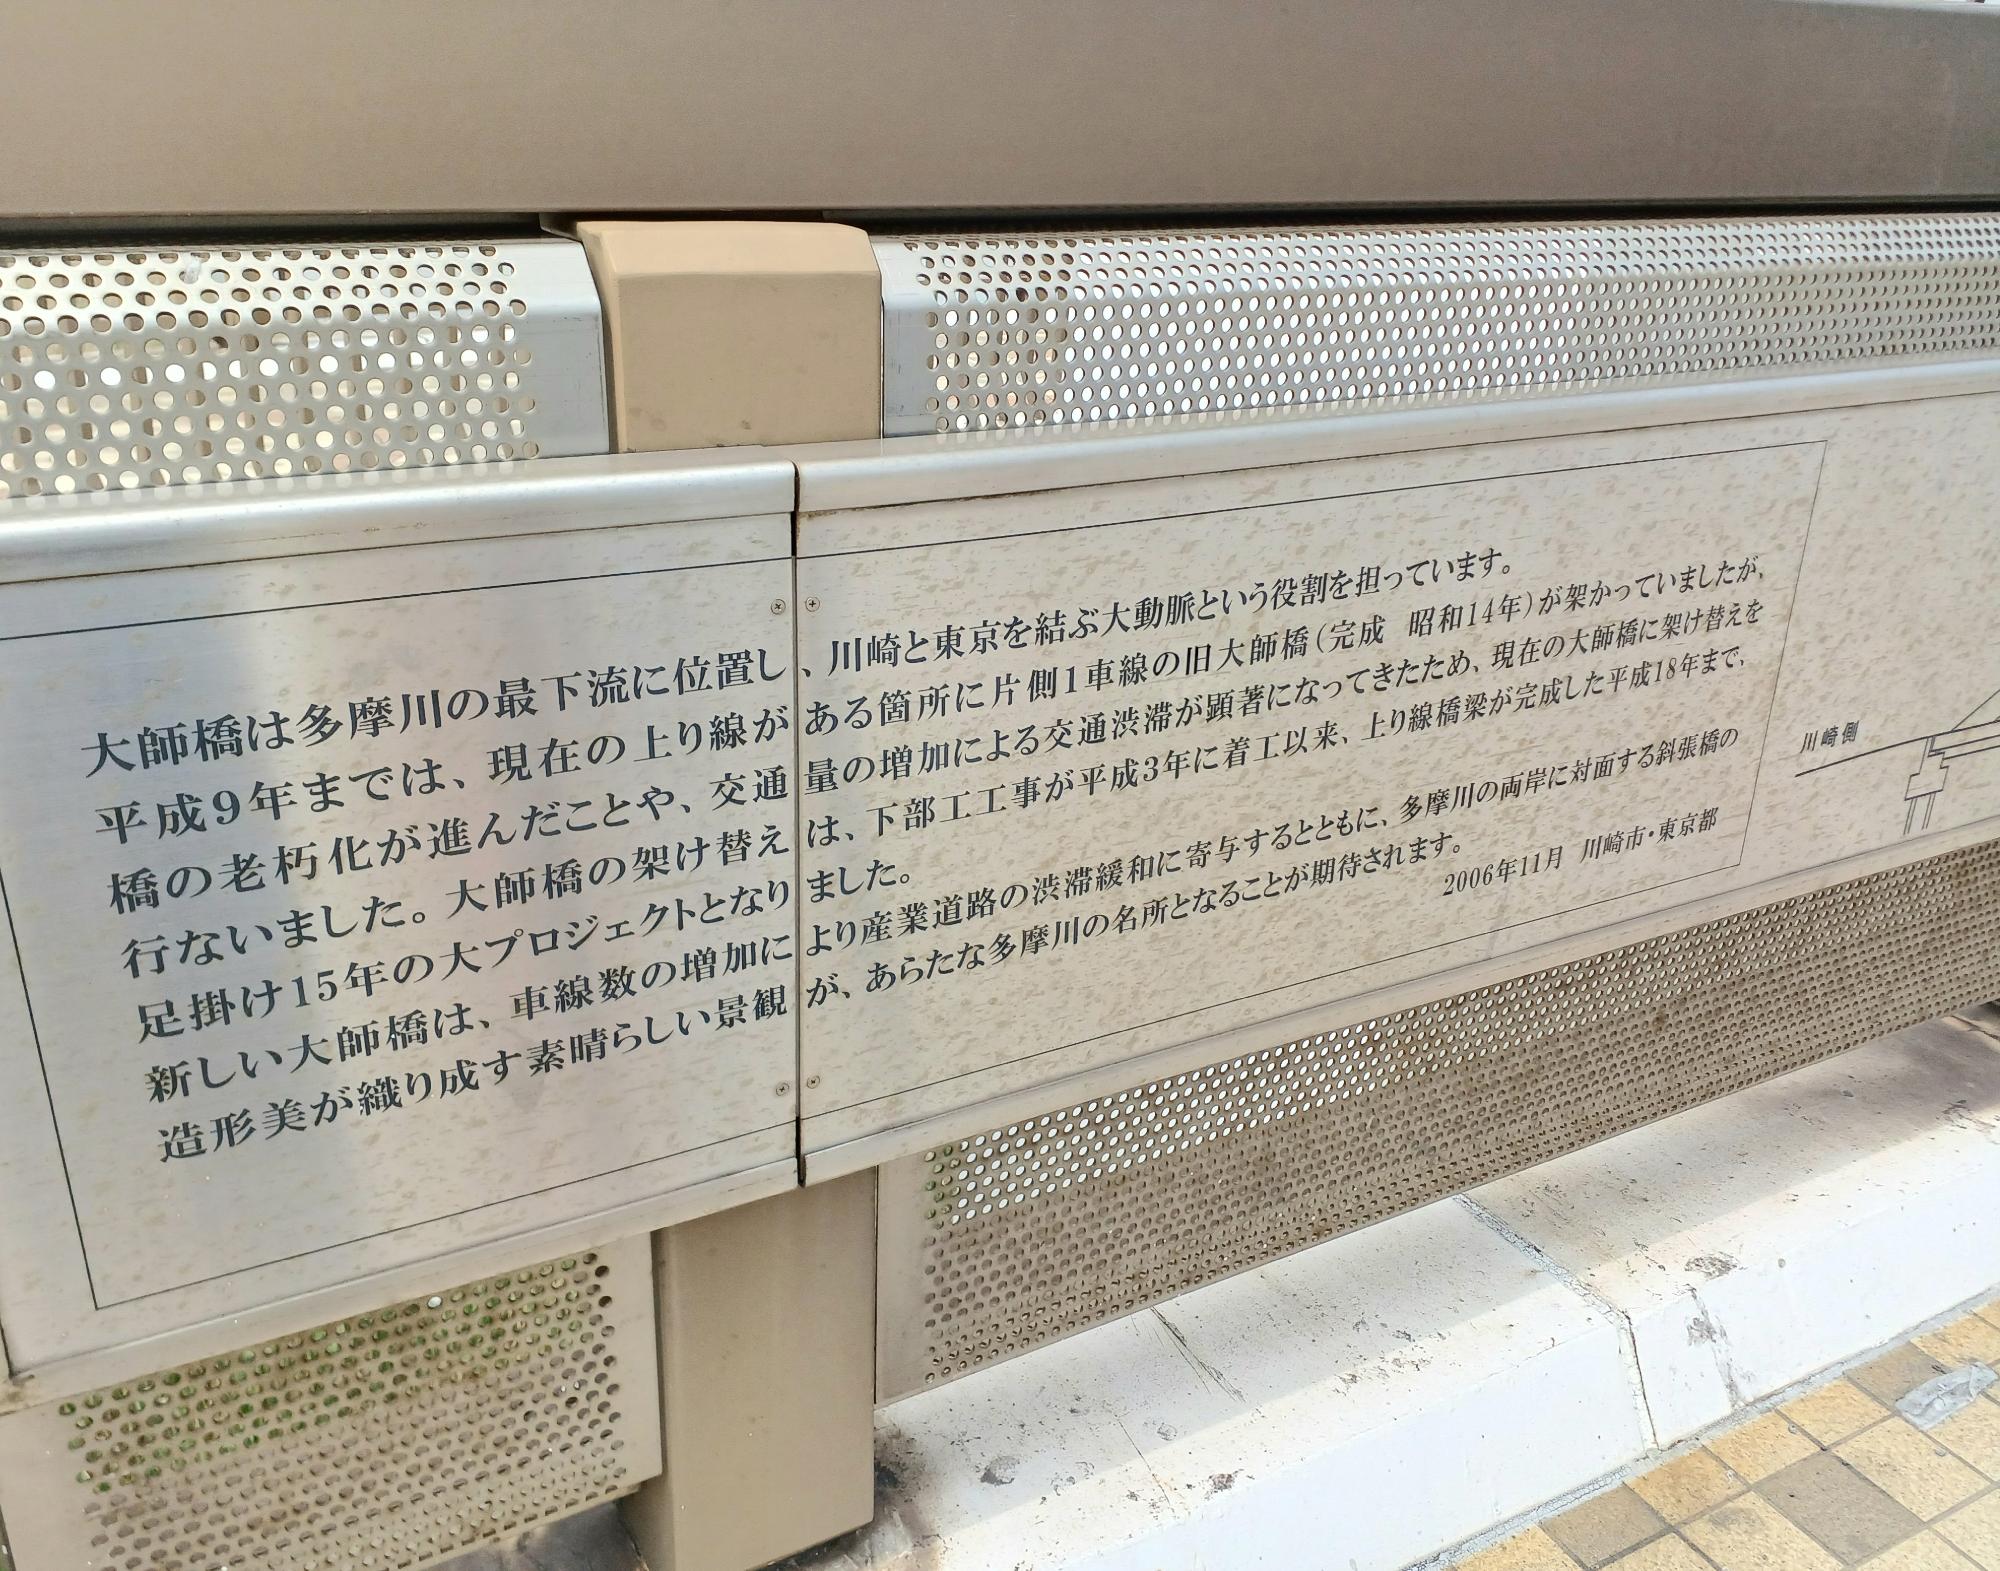 大師橋は多摩川の最下流に位置し、川崎と東京を結ぶ大動脈という役割を担っています。
平成9年までは、現在の上り線がある箇所に片側1車線の旧大師橋(完成 昭和14年)が架かっていましたが、
橋の老朽化が進んだことや、交通量の増加による交通渋滞が顕著になってきたため、現在の大師橋に架け替えを
行ないました。大師橋の架け替えは、下部工工事が平成3年に着工以来、上り線橋梁が完成した平成18年まで、
足掛け15年の大プロジェクトとなりました。
新しい大師橋は、車線数の増加により産業道路の渋滞緩和に寄与するとともに、多摩川の両岸に対面する斜張橋の
造形美が織り成す素晴らしい景観が、あらたな多摩川の名所となることが期待されます。
2006年11月 川崎市・東京都
川崎側